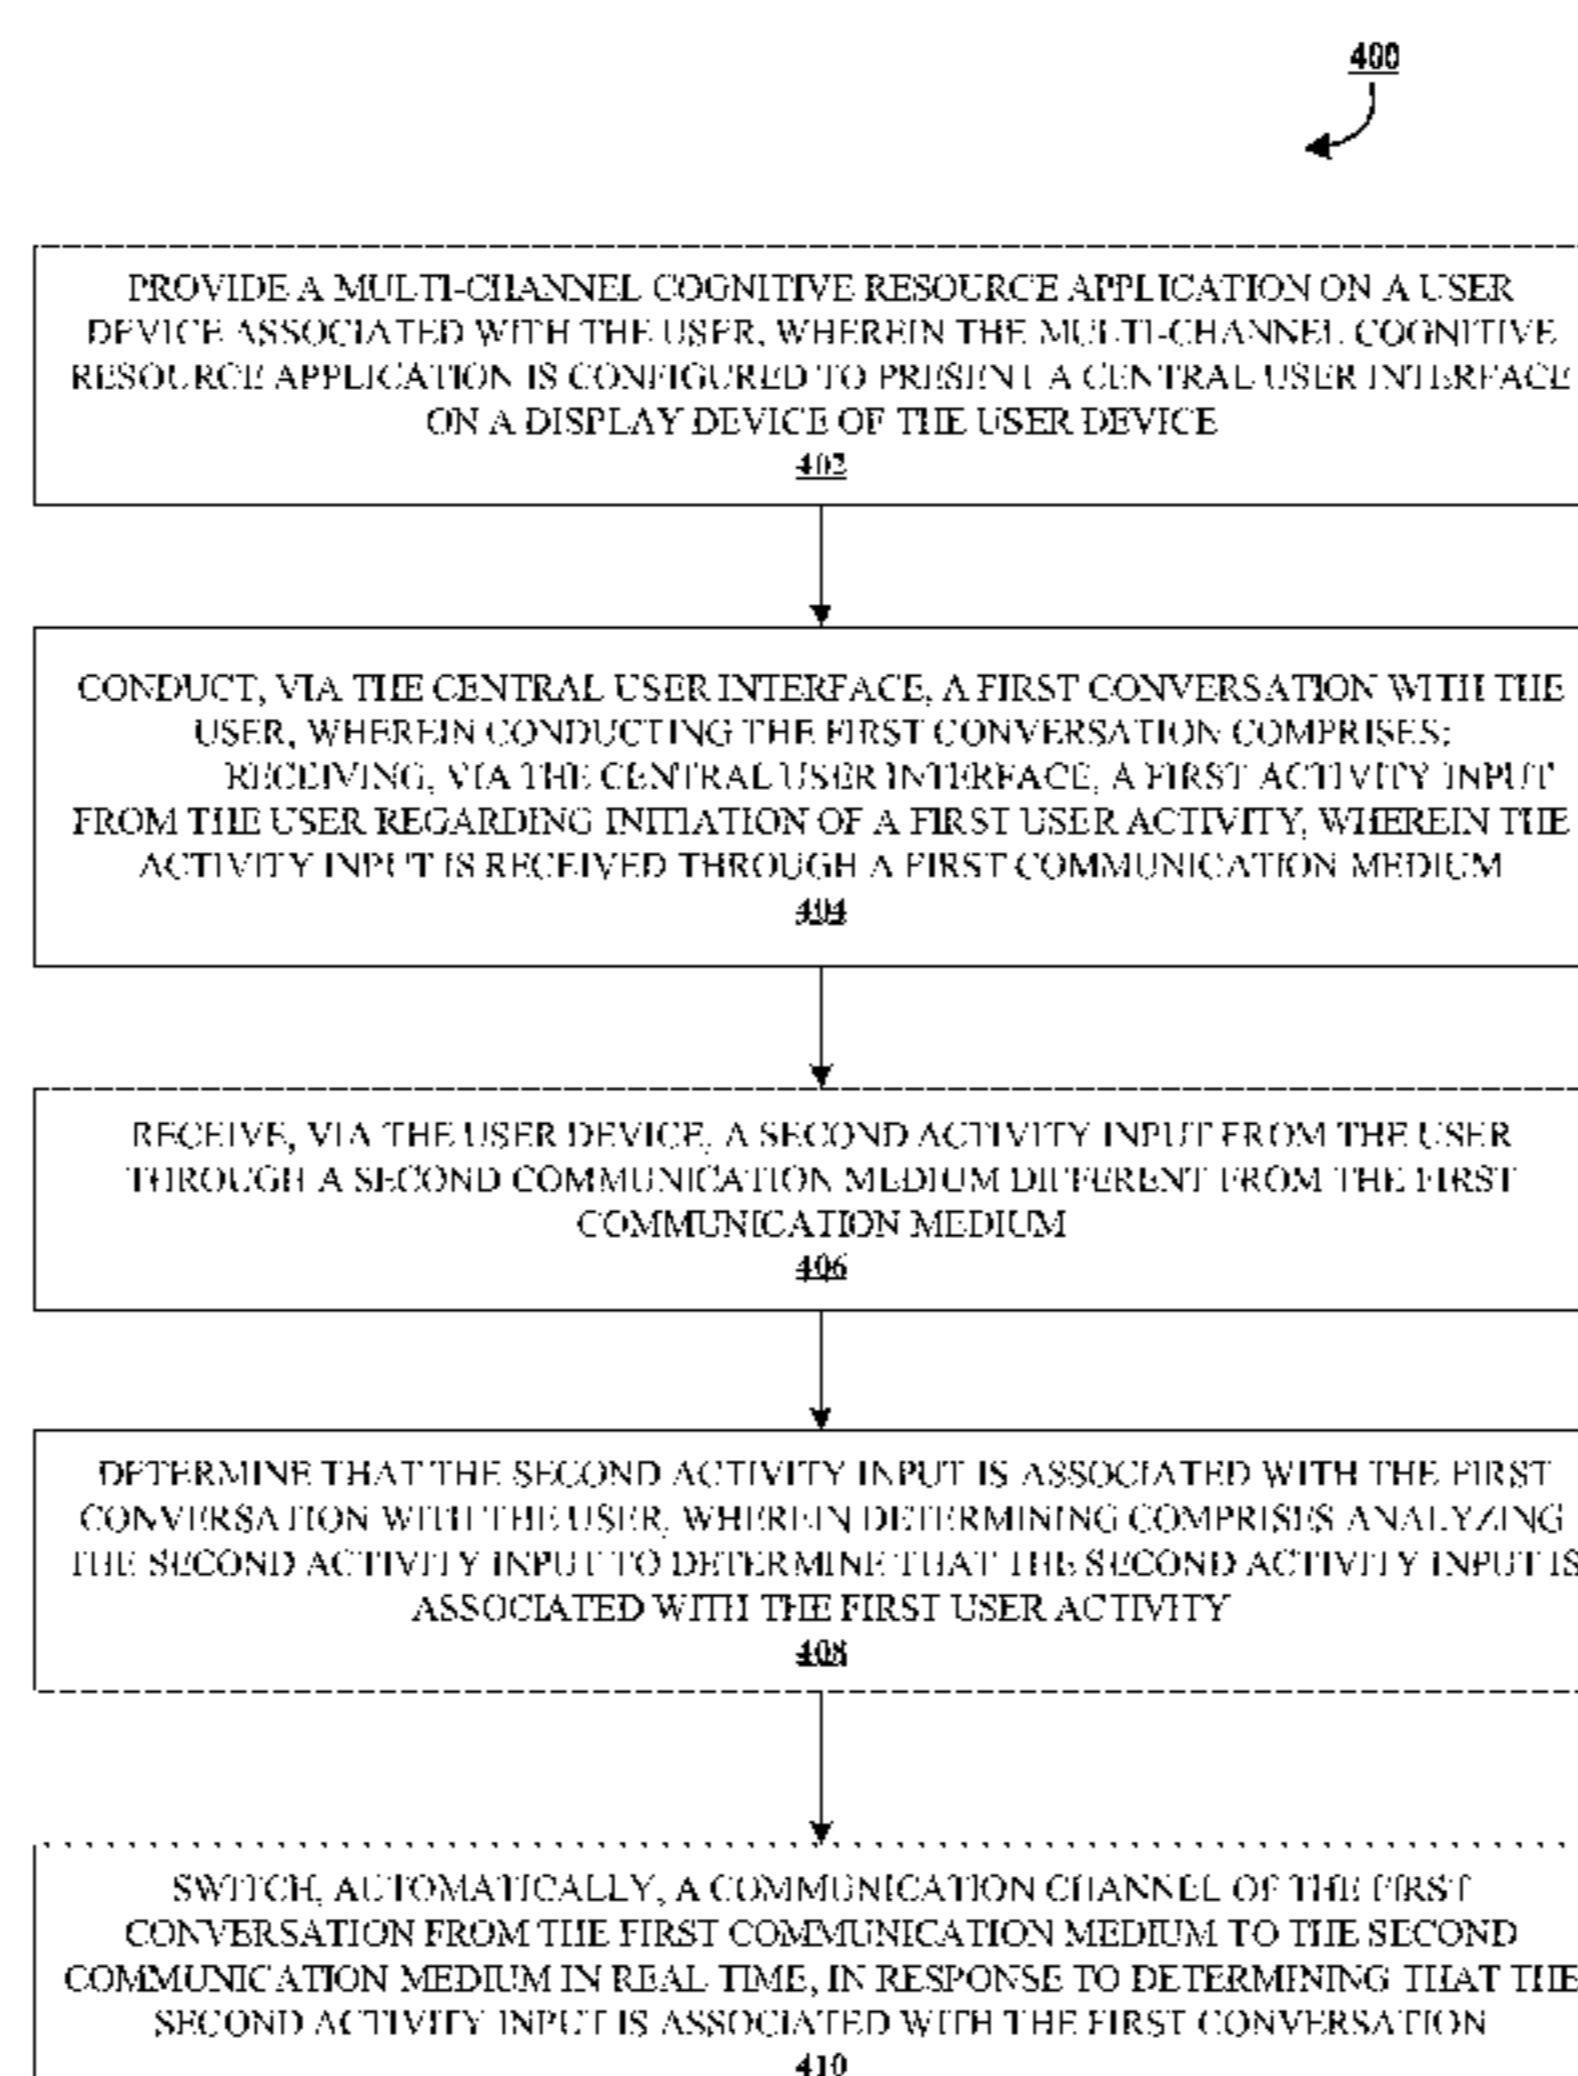 400
PROVIDE A MULTI-CHANNEL COGNITIVE RESOURCE APPLICATION ON A USER
DEVICE ASSOCIATED WITH THE USER, WHEREIN THE MULTI-CHANNEL COGNITIVE
RESOURCE APPLICATION IS CONFIGURED TO PRESENT A CENTRAL USER INTERFACE
ON A DISPLAY DEVICE OF THE USER DEVICE
402
CONDUCT, VIA THE CENTRAL USER INTERFACE, A FIRST CONVERSATION WITH THE
USER, WHEREIN CONDUCTING THE FIRST CONVERSATION COMPRISES:
RECEIVING, VIA THE CENTRAL USER INTERFACE, A FIRST ACTIVITY INPUT
FROM THE USER REGARDING INITIATION OF A FIRST USER ACTIVITY, WHEREIN THE
ACTIVITY INPUT IS RECEIVED THROUGH A FIRST COMMUNICATION MEDIUM
404
RECEIVE, VIA THE USER DEVICE, A SECOND ACTIVITY INPUT FROM THE USER
THROUGH A SECOND COMMUNICATION MEDIUM DIFFERENT FROM THE FIRST
COMMUNICATION MEDIUM
406
DETERMINE THAT THE SECOND ACTIVITY INPUT IS ASSOCIATED WITH THE FIRST
CONVERSATION WITH THE USER, WHEREIN DETERMINING COMPRISES ANALYZING
THE SECOND ACTIVITY INPUT TO DETERMINE THAT THE SECOND ACTIVITY INPUT IS
ASSOCIATED WITH THE FIRST USER ACTIVITY
408
SWITCH, AUTOMATICALLY, A COMMUNICATION CHANNEL OF THE FIRST
CONVERSATION FROM THE FIRST COMMUNICATION MEDIUM TO THE SECOND
COMMUNICATION MEDIUM IN REAL TIME, IN RESPONSE TO DETERMINING THAT THE
SECOND ACTIVITY INPUT IS ASSOCIATED WITH THE FIRST CONVERSATION
410